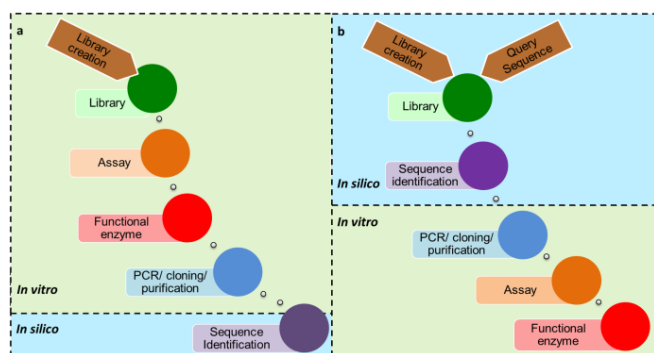 a
Library
creation
Library
Assay
Functional
enzyme
PCR/ cloning/
purification
In vitro
In silico
Sequence
Identification
b
Library
creation
Query
Sequence
Library
Sequence
identification
In silico
In vitro
PCR/ cloning/
purification
Assay
Functional
enzyme